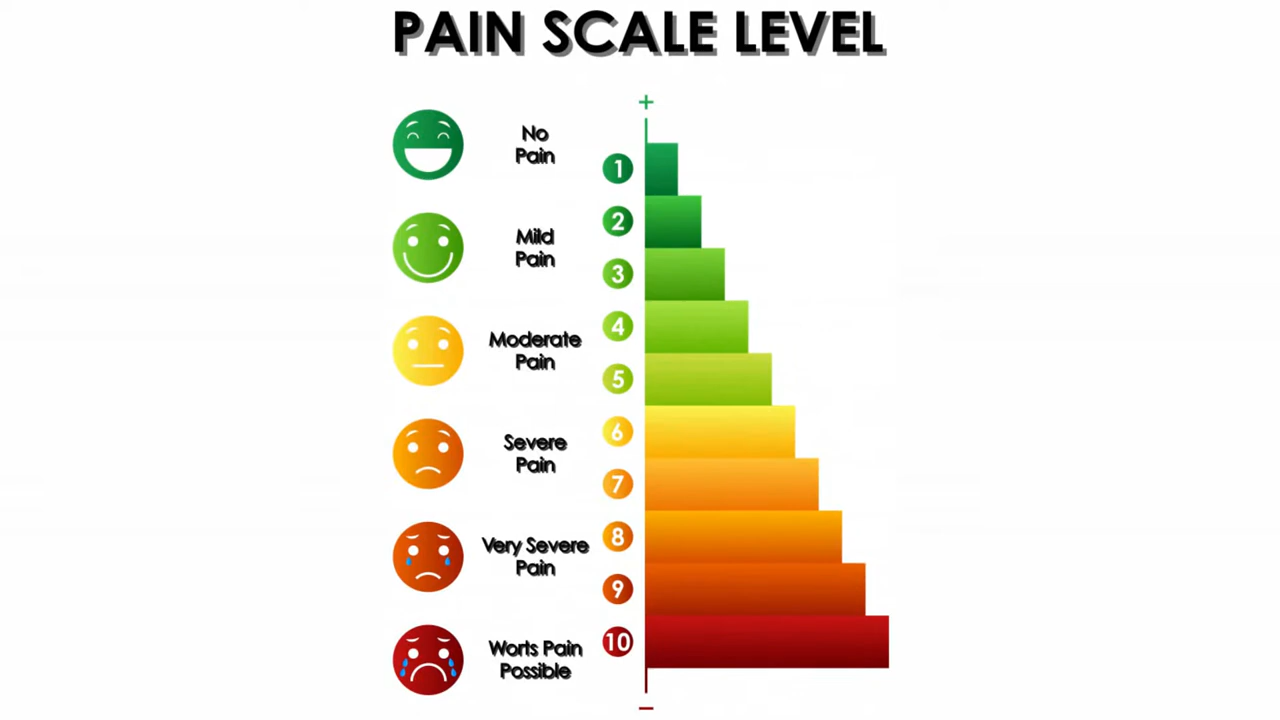 PAIN SCALE LEVEL
+
No
Pain
1
2
Mild
Pain
3
Moderate
Pain
4
5
Severe
Pain
6
7
Very Severe
Pain
8
9
Worts Pain
Possible
10
−